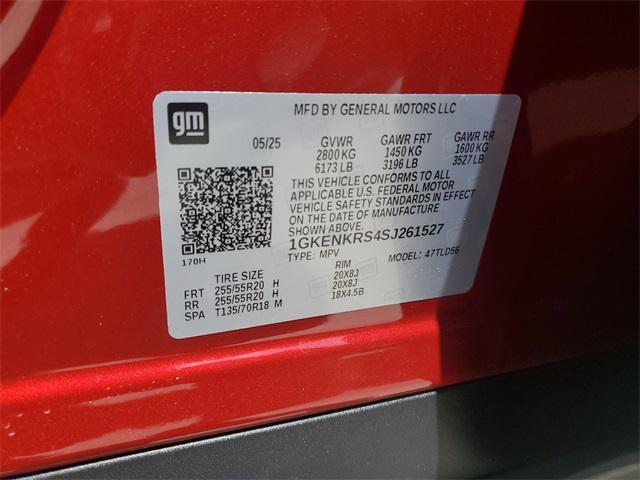 gm
MFD BY GENERAL MOTORS LLC
05/25 GVWR GAWR FRT GAWR RR
2800 KG 1450 KG 1600 KG
6173 LB 3196 LB 3527 LB
THIS VEHICLE CONFORMS TO ALL
APPLICABLE U.S. FEDERAL MOTOR
VEHICLE SAFETY STANDARDS IN EFFECT
ON THE DATE OF MANUFACTURE
SHOWN ABOVE.
1GKENKRS4SJ261527
170H
TYPE: MPV MODEL: 47TLD56
TIRE SIZE RIM
FRT 255/55R20 H 20X8J
RR 255/55R20 H 20X8J
SPA T135/70R18 M 18X4.5B